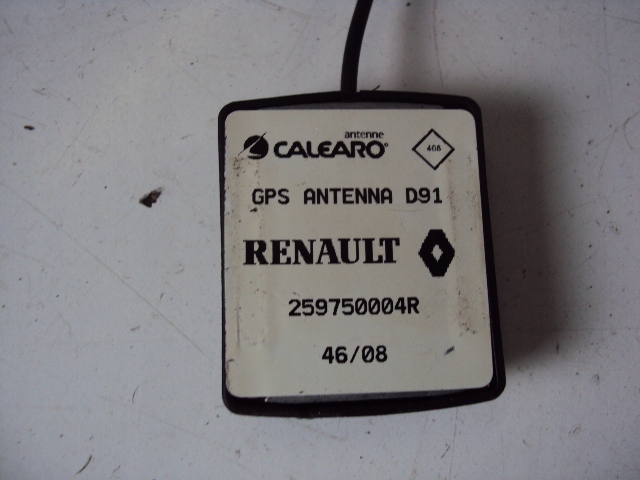 antenne
CALEARO®
408
GPS ANTENNA D91
RENAULT
259750004R
46/08